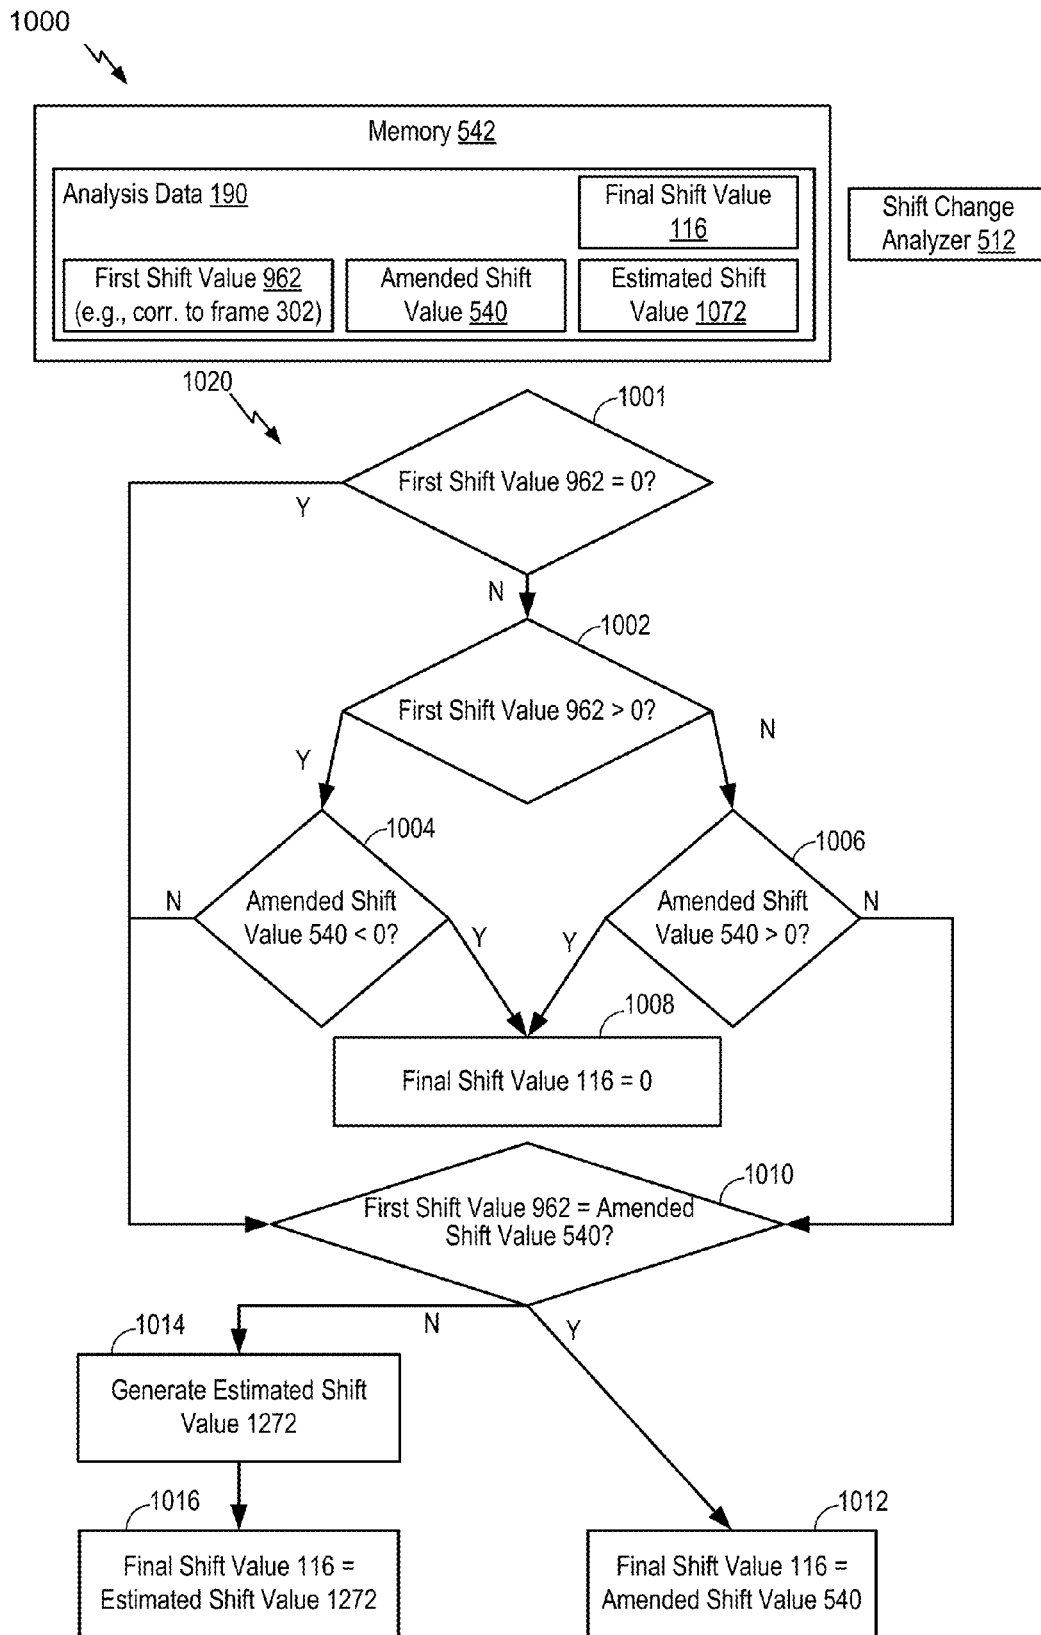 1000
Memory 542
Analysis Data 190
Final Shift Value
116
Shift Change
Analyzer 512
First Shift Value 962
(e.g., corr. to frame 302)
Amended Shift
Value 540
Estimated Shift
Value 1072
1020
1001
First Shift Value 962 = 0?
Y
N
1002
First Shift Value 962 > 0?
Y
N
1004
1006
Amended Shift
Value 540 < 0?
N
Y
Amended Shift
Value 540 > 0?
Y
N
1008
Final Shift Value 116 = 0
1010
First Shift Value 962 = Amended
Shift Value 540?
N
Y
1014
Generate Estimated Shift
Value 1272
1016
Final Shift Value 116 =
Estimated Shift Value 1272
1012
Final Shift Value 116 =
Amended Shift Value 540